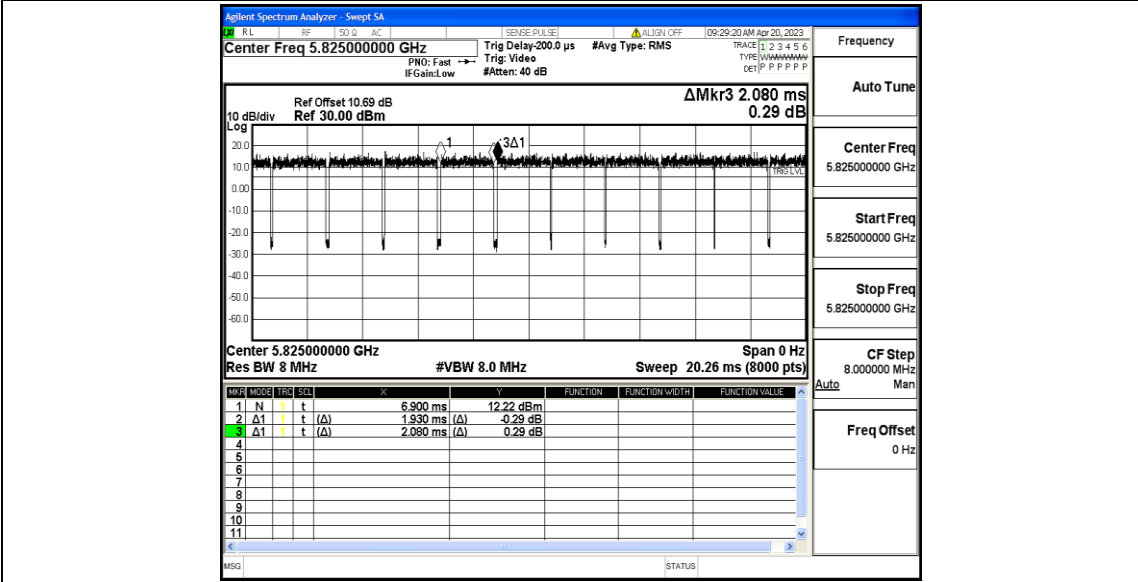 Agilent Spectrum Analyzer - Swept SA
RL RF 50 Ω AC SENSE:PULSE ALIGN OFF 09:29:20 AM Apr 20, 2023
Center Freq 5.825000000 GHz
PNO: Fast
IFGain:Low
Trig Delay-200.0 µs
Trig: Video
#Atten: 40 dB
#Avg Type: RMS
TRACE 1 2 3 4 5 6
TYPE WWWWWW
DET P P P P P P
Frequency
Auto Tune
Center Freq
5.825000000 GHz
Start Freq
5.825000000 GHz
Stop Freq
5.825000000 GHz
CF Step
8.000000 MHz
Auto Man
Freq Offset
0 Hz
ΔMkr3 2.080 ms
0.29 dB
Ref Offset 10.69 dB
10 dB/div Ref 30.00 dBm
Log
20.0
10.0
0.00
-10.0
-20.0
-30.0
-40.0
-50.0
-60.0
1
3Δ1
TRIG LVL
Center 5.825000000 GHz Span 0 Hz
Res BW 8 MHz #VBW 8.0 MHz Sweep 20.26 ms (8000 pts)
MKR MODE TRC SCL X Y FUNCTION FUNCTION WIDTH FUNCTION VALUE
1 N t 6.900 ms 12.22 dBm
2 Δ1 t (Δ) 1.930 ms (Δ) -0.29 dB
3 Δ1 t (Δ) 2.080 ms (Δ) 0.29 dB
4
5
6
7
8
9
10
11
MSG STATUS